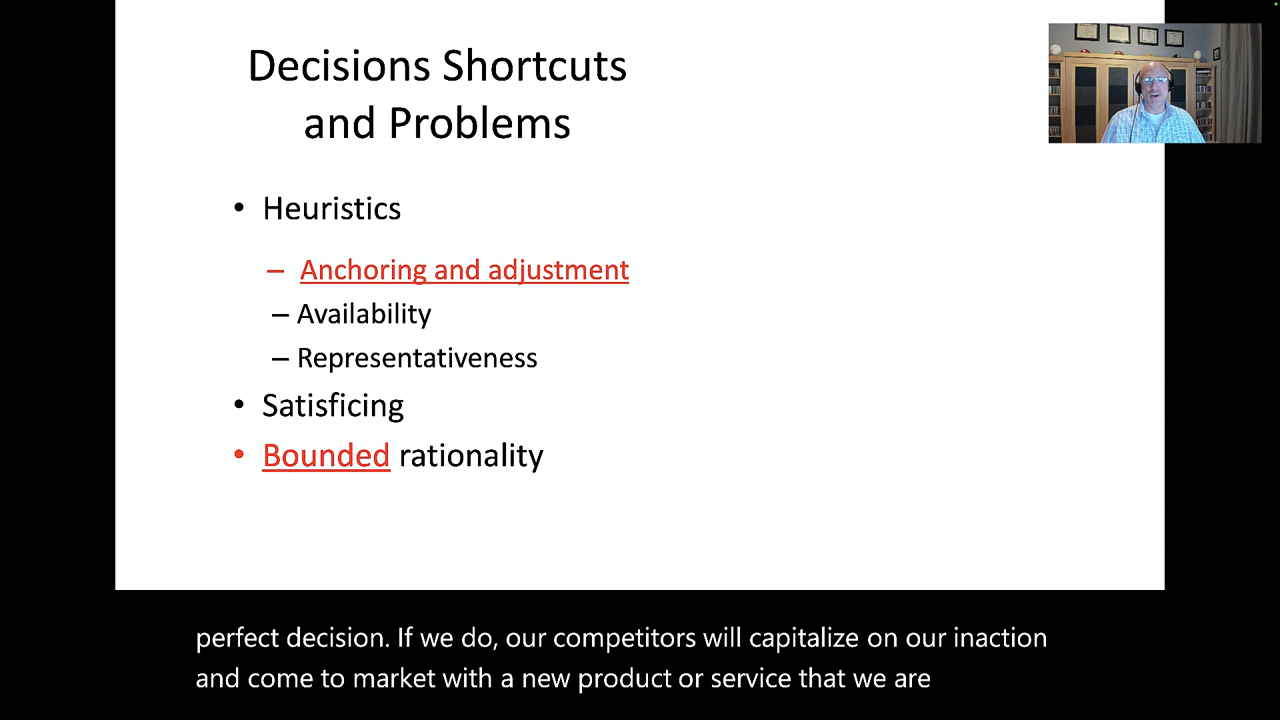 Decisions Shortcuts
and Problems
• Heuristics
– Anchoring and adjustment
– Availability
– Representativeness
• Satisficing
• Bounded rationality
perfect decision. If we do, our competitors will capitalize on our inaction
and come to market with a new product or service that we are